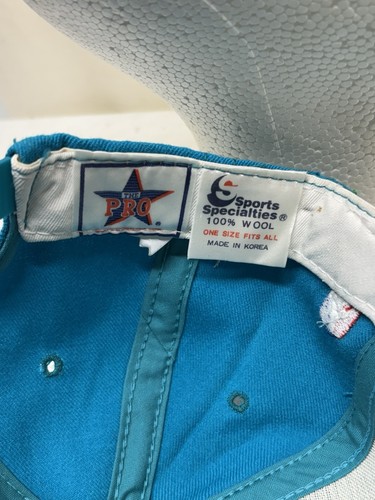 THE
PRO®
Sports
Specialties®
100% WOOL
ONE SIZE FITS ALL
MADE IN KOREA